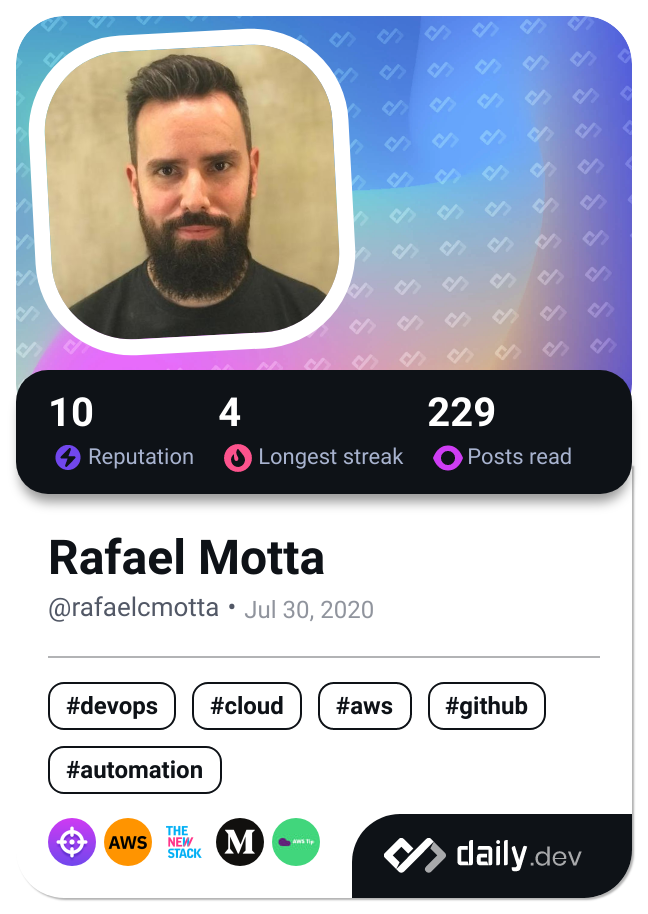 10 4 229
Reputation Longest streak Posts read
Rafael Motta
@rafaelcmotta • Jul 30, 2020
#devops #cloud #aws #github
#automation
AWS
THE
NEW
STACK
M
AWS Tip
daily.dev